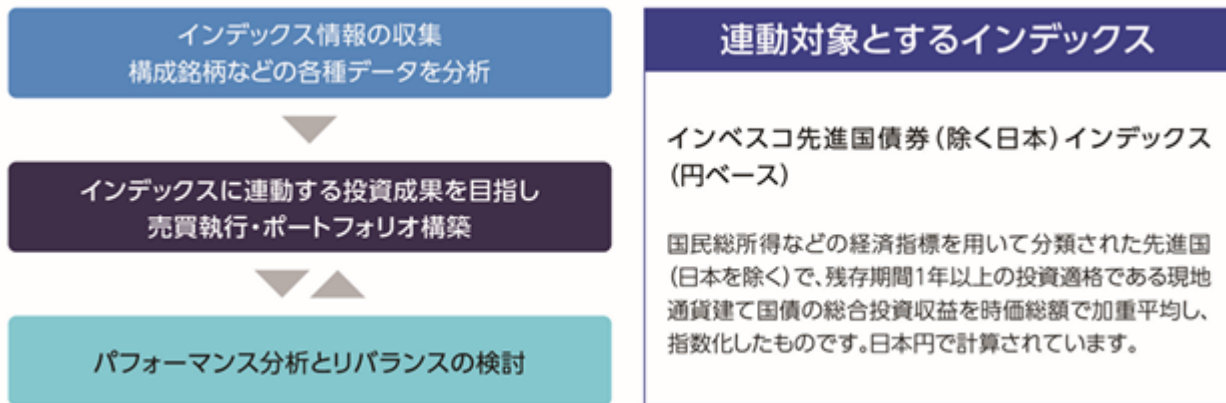 インデックス情報の収集
構成銘柄などの各種データを分析
インデックスに連動する投資成果を目指し
売買執行・ポートフォリオ構築
パフォーマンス分析とリバランスの検討
連動対象とするインデックス
インベスコ先進国債券(除く日本)インデックス
(円ベース)
国民総所得などの経済指標を用いて分類された先進国
(日本を除く)で、残存期間1年以上の投資適格である現地
通貨建て国債の総合投資収益を時価総額で加重平均し、
指数化したものです。日本円で計算されています。